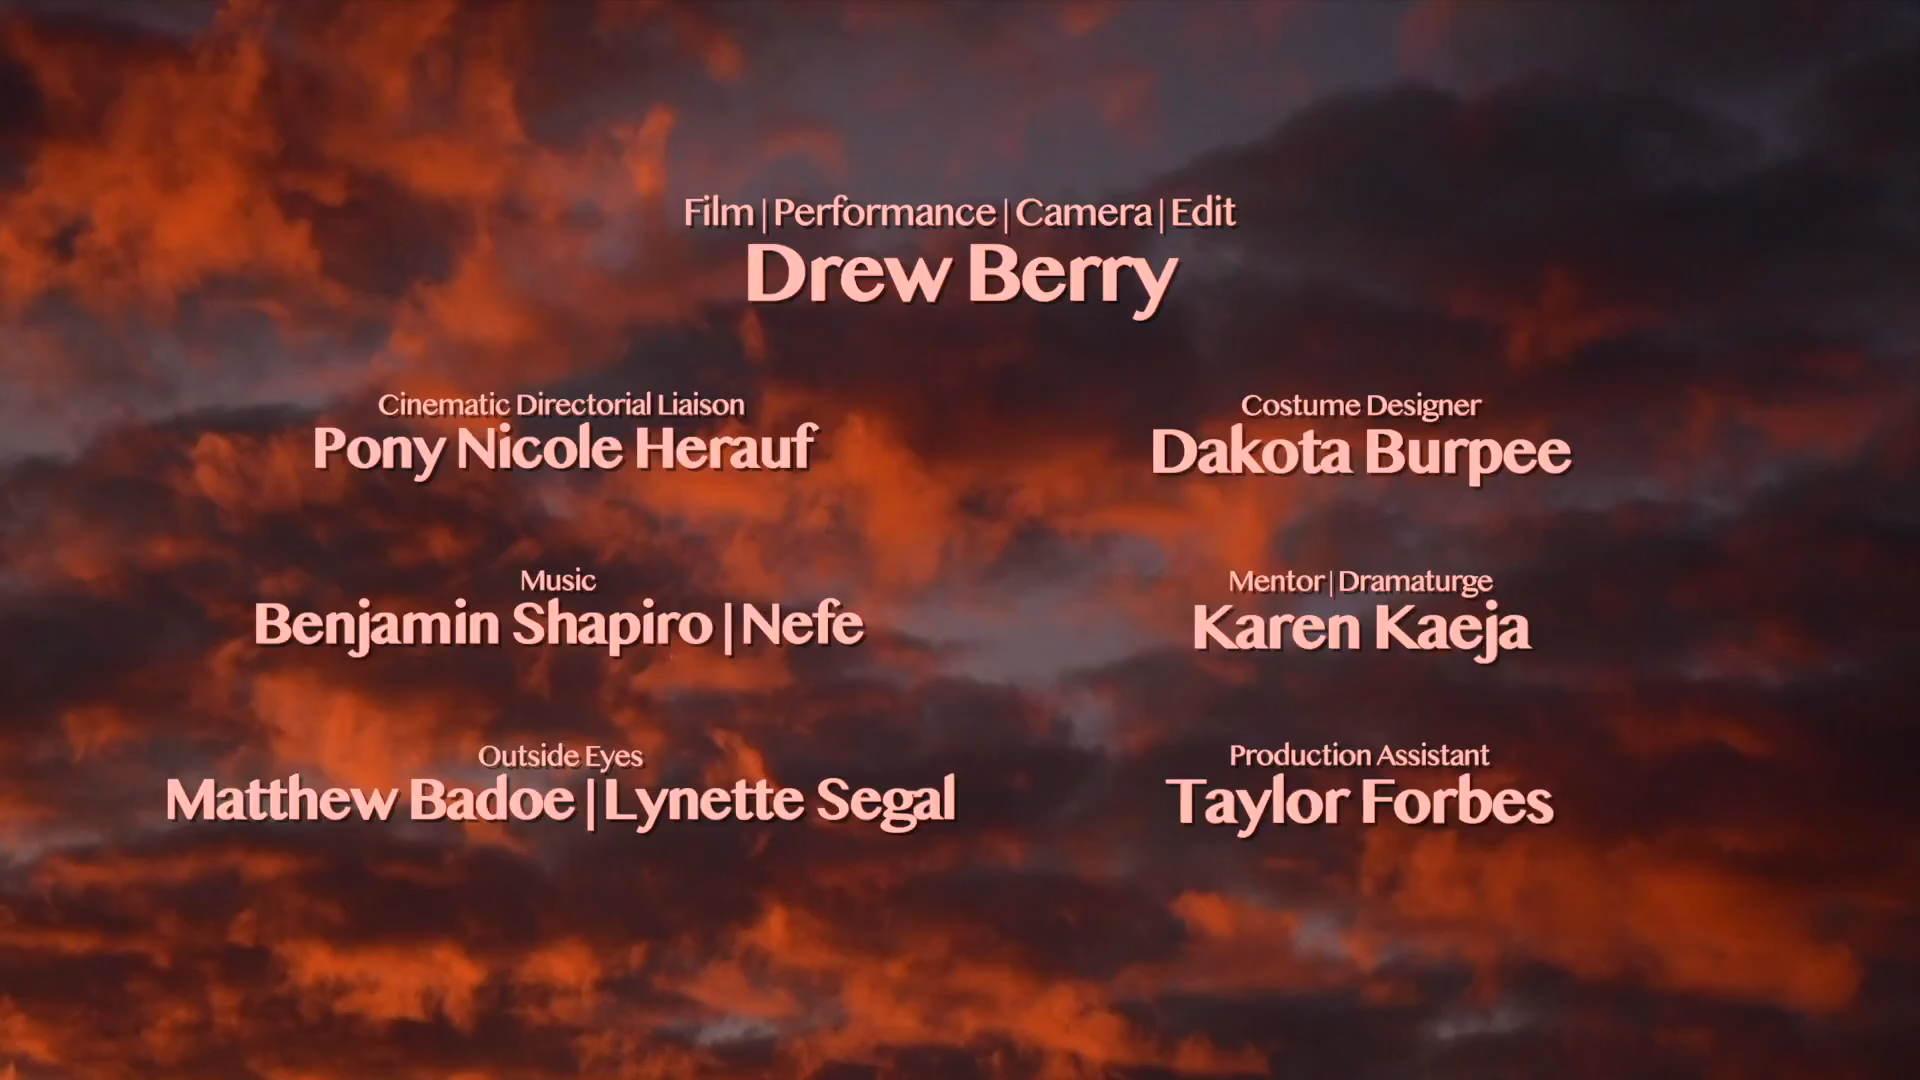 Film|Performance|Camera|Edit
Drew Berry
Cinematic Directorial Liaison
Pony Nicole Herauf
Costume Designer
Dakota Burpee
Music
Benjamin Shapiro|Nefe
Mentor|Dramaturge
Karen Kaeja
Outside Eyes
Matthew Badoe|Lynette Segal
Production Assistant
Taylor Forbes